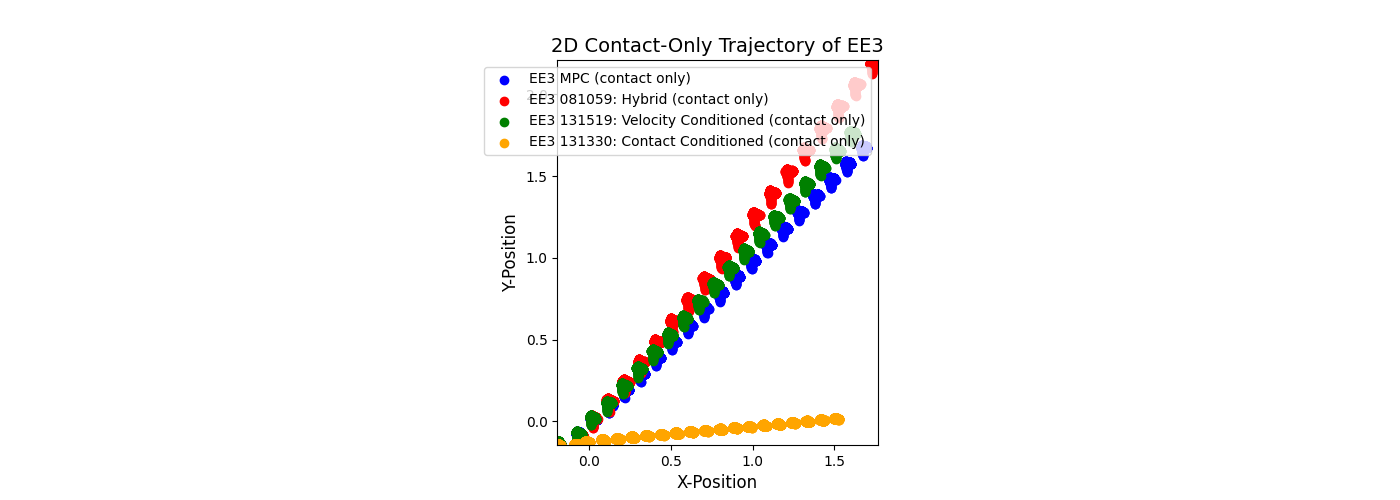 2D Contact-Only Trajectory of EE3
EE3 MPC (contact only)
EE3 081059: Hybrid (contact only)
EE3 131519: Velocity Conditioned (contact only)
EE3 131330: Contact Conditioned (contact only)
1.5
1.0
0.5
0.0
Y-Position
0.0 0.5 1.0 1.5
X-Position